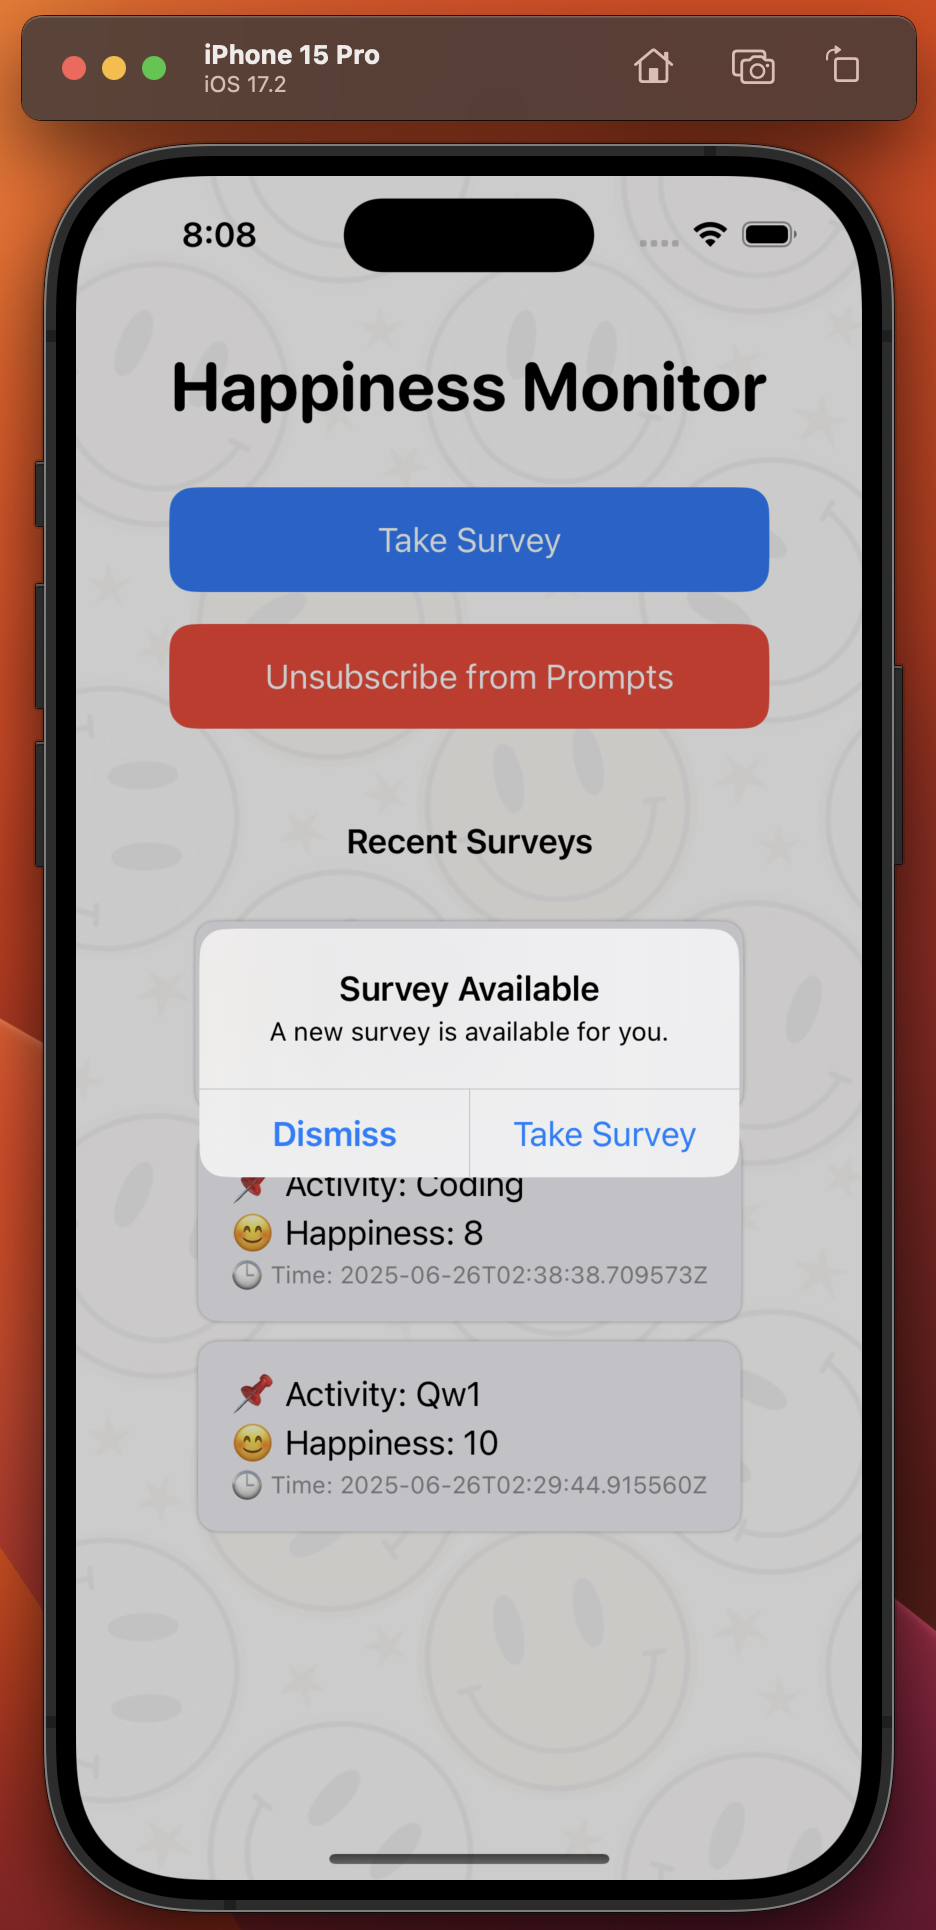 iPhone 15 Pro
iOS 17.2
8:08
Happiness Monitor
Take Survey
Unsubscribe from Prompts
Recent Surveys
Survey Available
A new survey is available for you.
Dismiss
Take Survey
Activity: Coding
Happiness: 8
Time: 2025-06-26T02:38:38.709573Z
Activity: Qw1
Happiness: 10
Time: 2025-06-26T02:29:44.915560Z